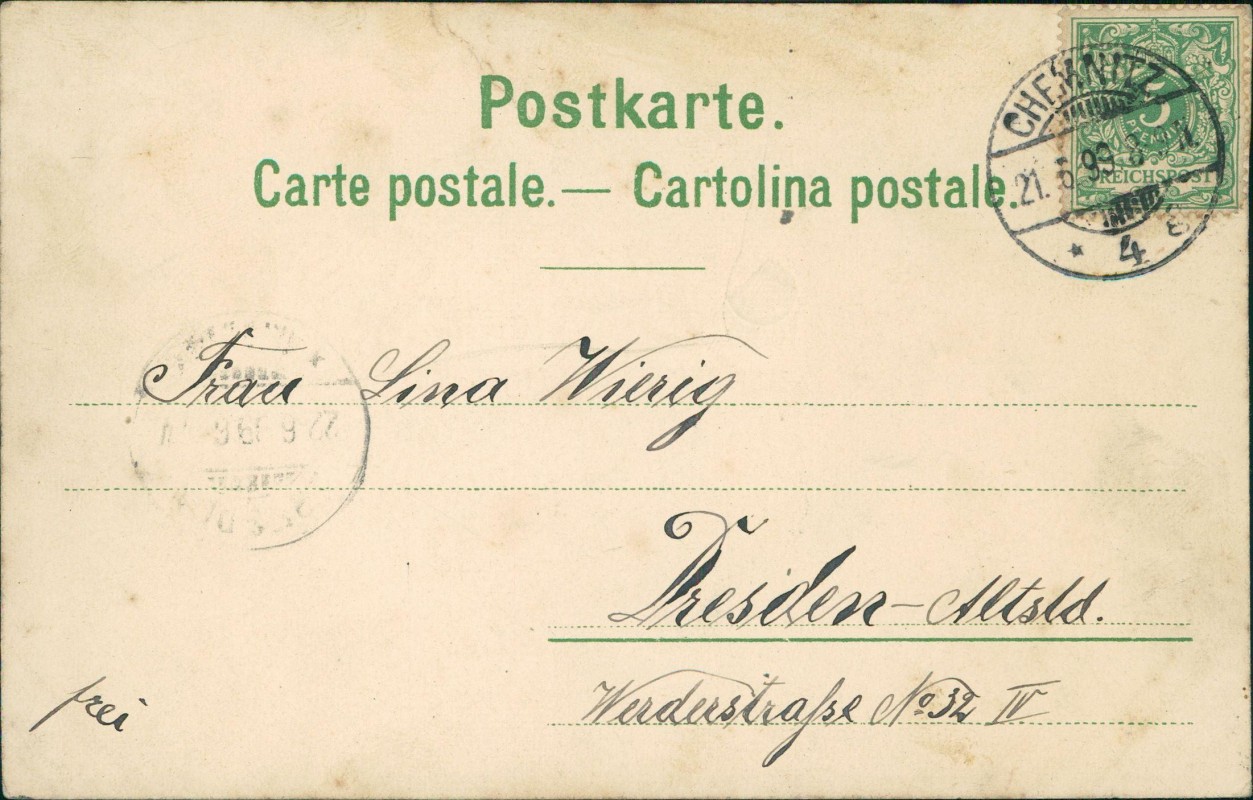 Postkarte.
Carte postale.— Cartolina postale.
CHEMNITZ
21. 99 8
* 4
5
PFENNIG
REICHSPOST
Frau Lina Wierig
Dresden-Altstd.
Werderstraſse No 32 IV
frei